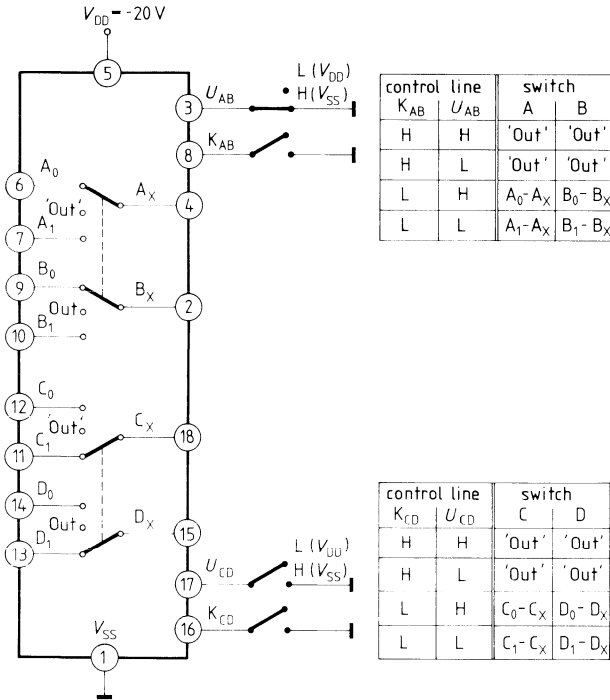 V_DD = -20 V
5
L (V_DD)
H (V_SS)
3 U_AB
8 K_AB
6 A_0
'Out'
7 A_1
A_X 4
9 B_0
Out
10 B_1
B_X 2
12 C_0
'Out'
11 C_1
C_X 18
14 D_0
Out
13 D_1
D_X 15
L (V_DD)
H (V_SS)
17 U_CD
16 K_CD
V_SS
1
control line switch
K_AB U_AB A B
H H 'Out' 'Out'
H L 'Out' 'Out'
L H A_0-A_X B_0-B_X
L L A_1-A_X B_1-B_X
control line switch
K_CD U_CD C D
H H 'Out' 'Out'
H L 'Out' 'Out'
L H C_0-C_X D_0-D_X
L L C_1-C_X D_1-D_X